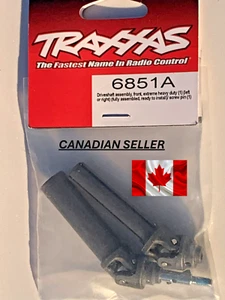 TRAXXAS
The Fastest Name In Radio Control
6851A
Driveshaft assembly, front, extreme heavy duty (1) (left
or right) (fully assembled, ready to install)/ screw pin (1)
CANADIAN SELLER